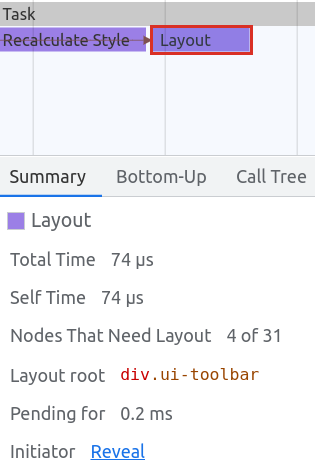 Task
Recalculate Style Layout
Summary Bottom-Up Call Tree
Layout
Total Time 74 μs
Self Time 74 μs
Nodes That Need Layout 4 of 31
Layout root div.ui-toolbar
Pending for 0.2 ms
Initiator Reveal